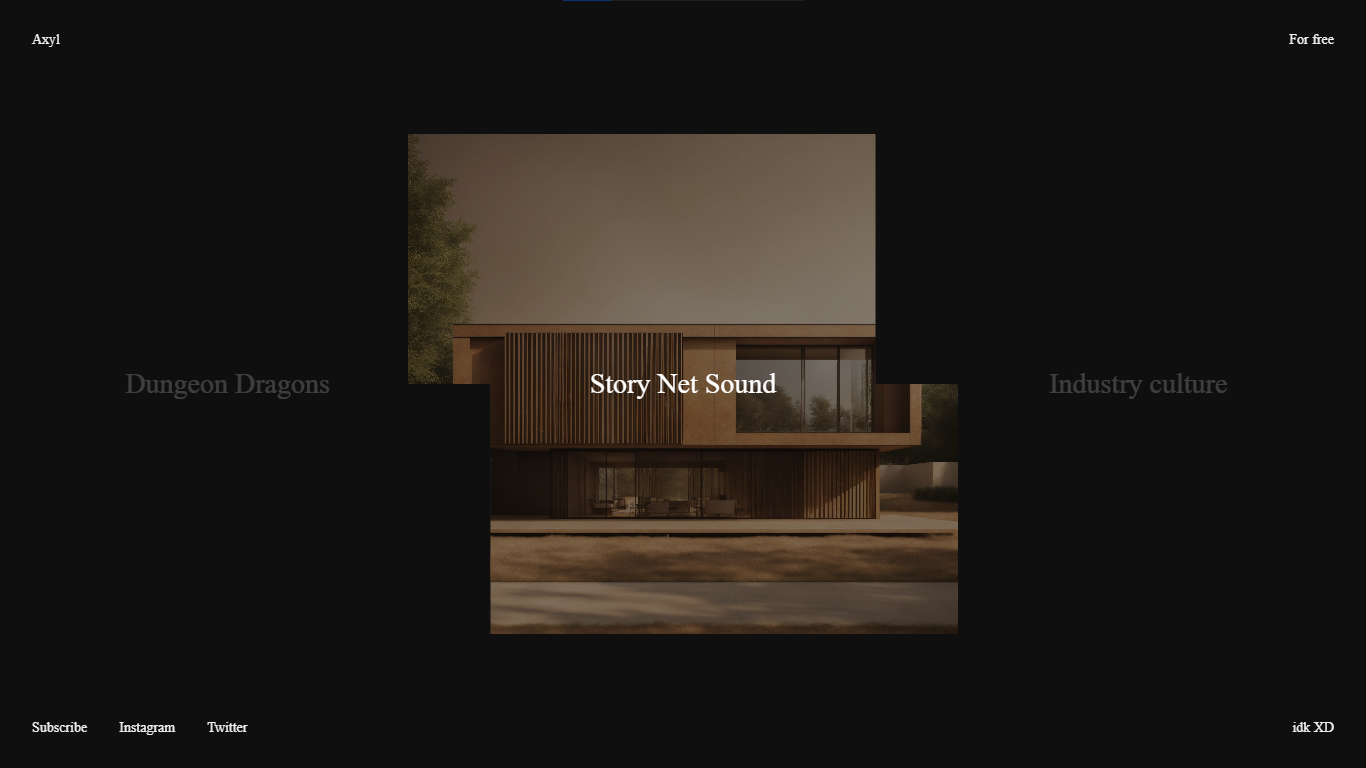 Axyl
For free
Dungeon Dragons
Story Net Sound
Industry culture
Subscribe
Instagram
Twitter
idk XD